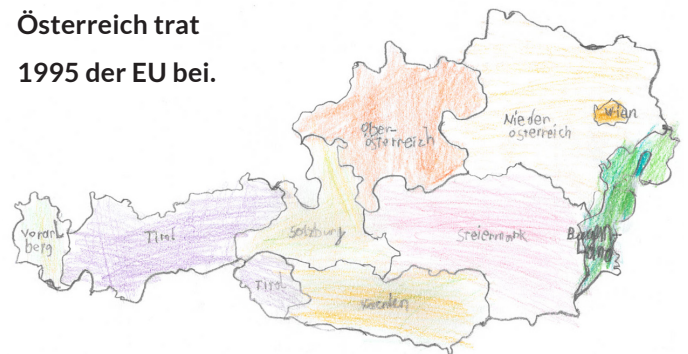 Österreich trat
1995 der EU bei.
Ober-
österreich
Nieder
österreich
Wien
Vorarl
berg
Tirol
Salzburg
Steiermark
Burgen-
Land
Tirol
Kärnten